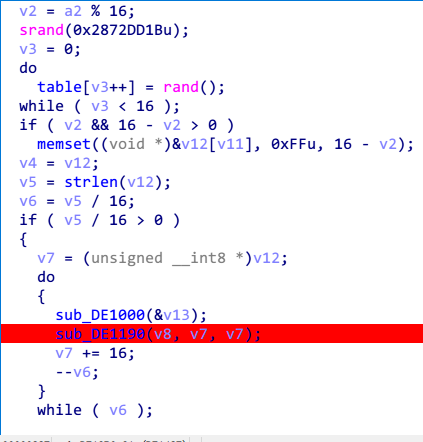 v2 = a2 % 16;
srand(0x2872DD1Bu);
v3 = 0;
do
table[v3++] = rand();
while ( v3 < 16 );
if ( v2 && 16 - v2 > 0 )
memset((void *)&v12[v11], 0xFFu, 16 - v2);
v4 = v12;
v5 = strlen(v12);
v6 = v5 / 16;
if ( v5 / 16 > 0 )
{
v7 = (unsigned __int8 *)v12;
do
{
sub_DE1000(&v13);
sub_DE1190(v8, v7, v7);
v7 += 16;
--v6;
}
while ( v6 );